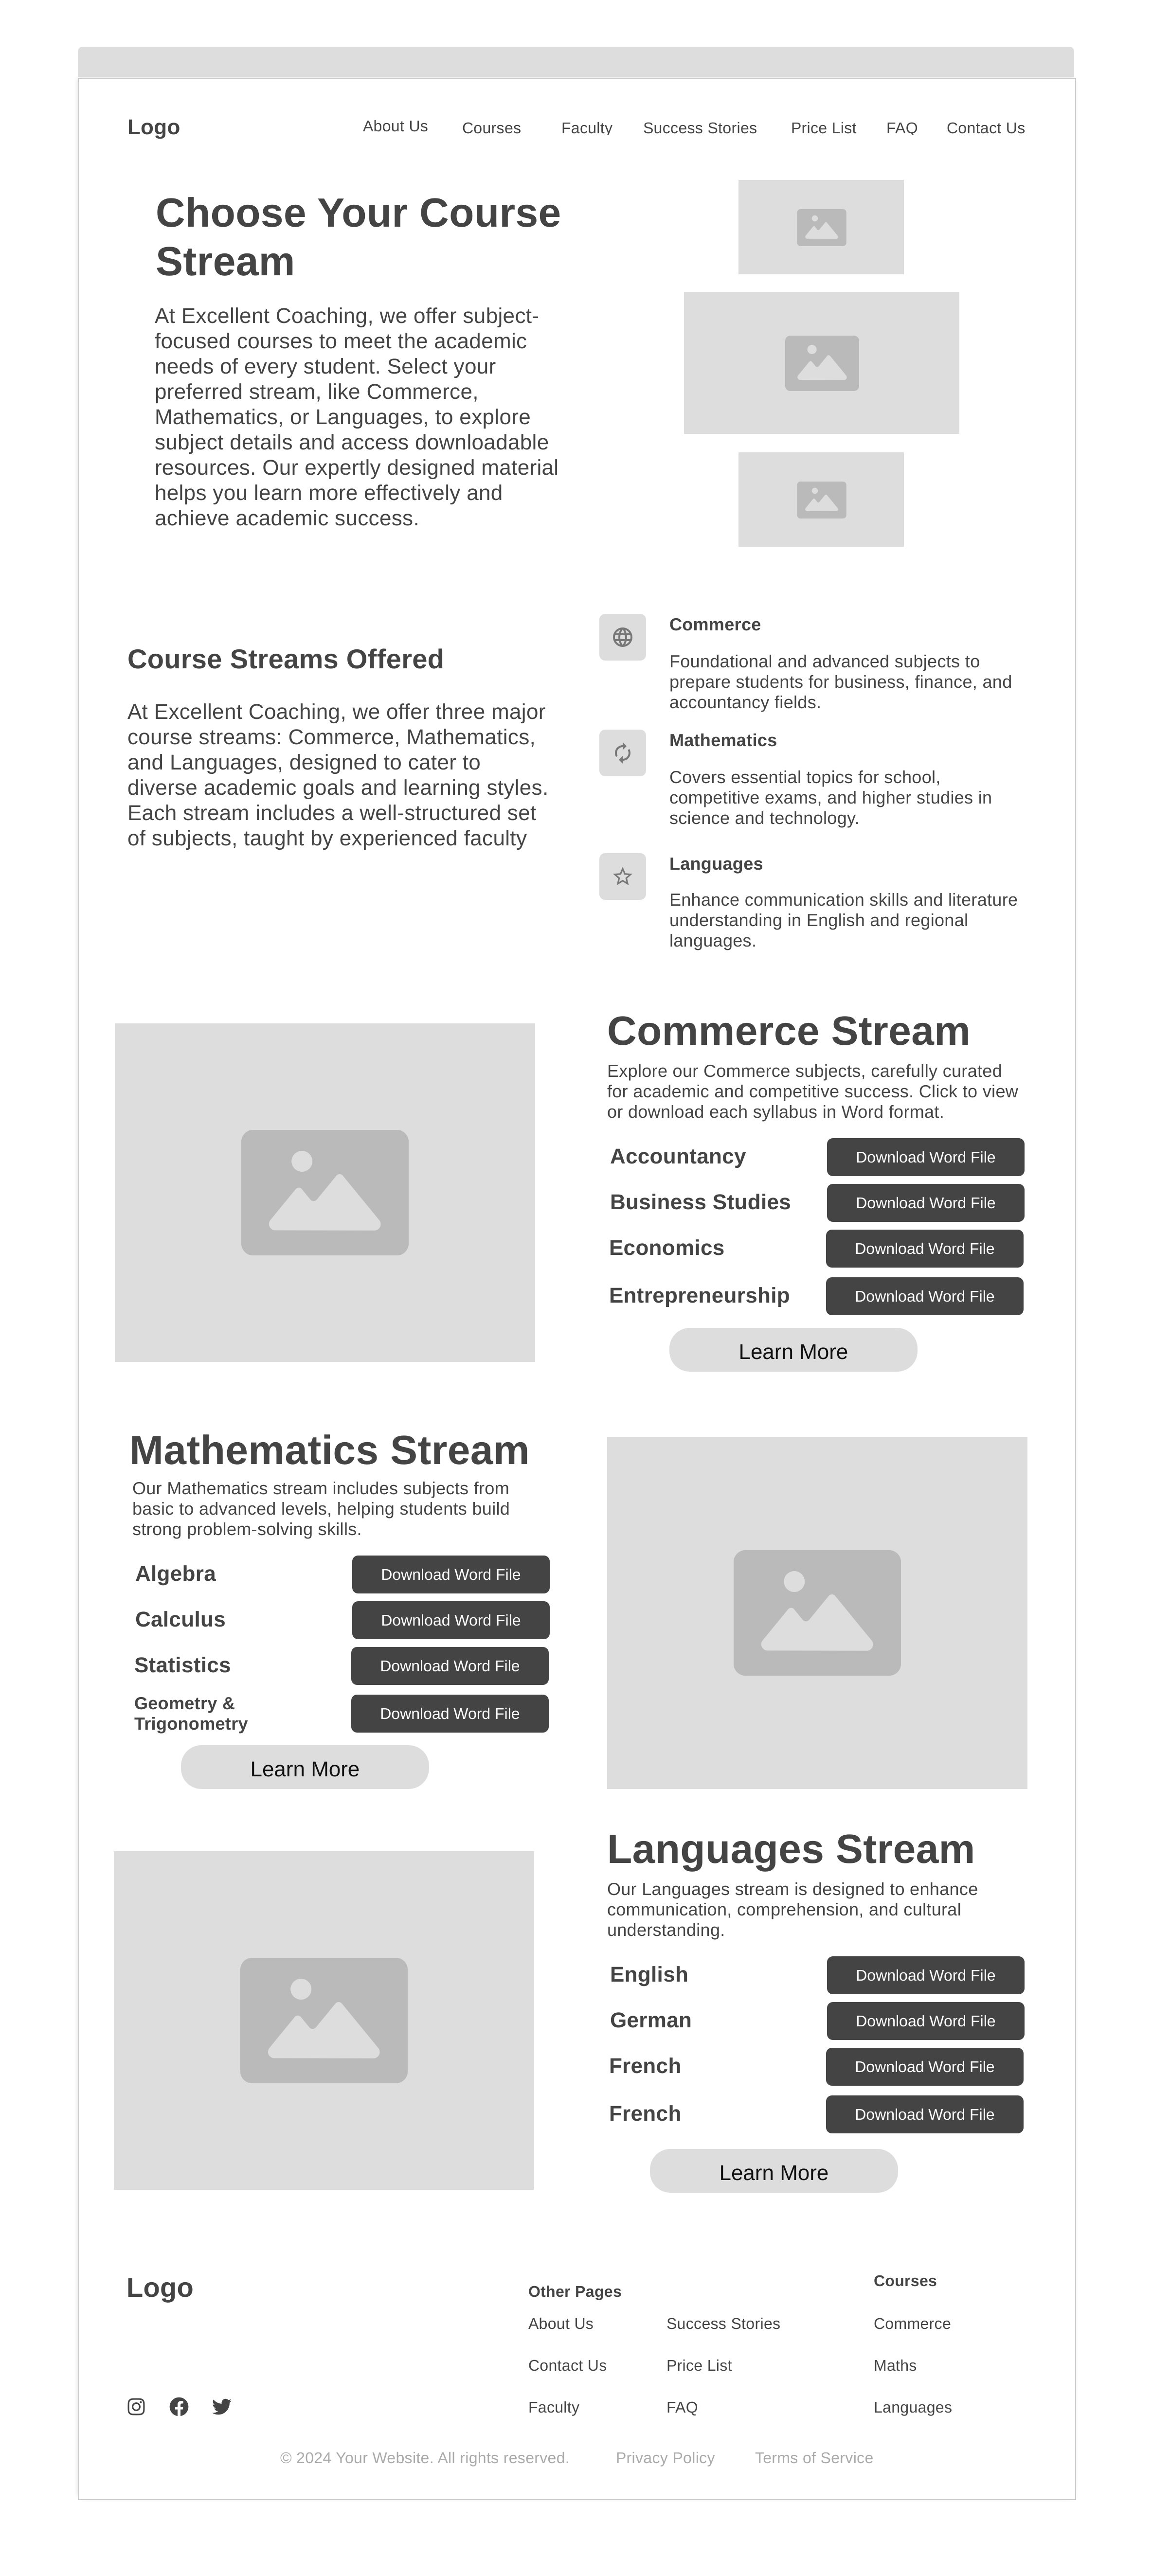 Logo
About Us
Courses
Faculty
Success Stories
Price List
FAQ
Contact Us
Choose Your Course
Stream
At Excellent Coaching, we offer subject-
focused courses to meet the academic
needs of every student. Select your
preferred stream, like Commerce,
Mathematics, or Languages, to explore
subject details and access downloadable
resources. Our expertly designed material
helps you learn more effectively and
achieve academic success.
Course Streams Offered
At Excellent Coaching, we offer three major
course streams: Commerce, Mathematics,
and Languages, designed to cater to
diverse academic goals and learning styles.
Each stream includes a well-structured set
of subjects, taught by experienced faculty
Commerce
Foundational and advanced subjects to
prepare students for business, finance, and
accountancy fields.
Mathematics
Covers essential topics for school,
competitive exams, and higher studies in
science and technology.
Languages
Enhance communication skills and literature
understanding in English and regional
languages.
Commerce Stream
Explore our Commerce subjects, carefully curated
for academic and competitive success. Click to view
or download each syllabus in Word format.
Accountancy
Download Word File
Business Studies
Download Word File
Economics
Download Word File
Entrepreneurship
Download Word File
Learn More
Mathematics Stream
Our Mathematics stream includes subjects from
basic to advanced levels, helping students build
strong problem-solving skills.
Algebra
Download Word File
Calculus
Download Word File
Statistics
Download Word File
Geometry &
Trigonometry
Download Word File
Learn More
Languages Stream
Our Languages stream is designed to enhance
communication, comprehension, and cultural
understanding.
English
Download Word File
German
Download Word File
French
Download Word File
French
Download Word File
Learn More
Logo
Other Pages
About Us
Contact Us
Faculty
Success Stories
Price List
FAQ
Courses
Commerce
Maths
Languages
© 2024 Your Website. All rights reserved.
Privacy Policy
Terms of Service